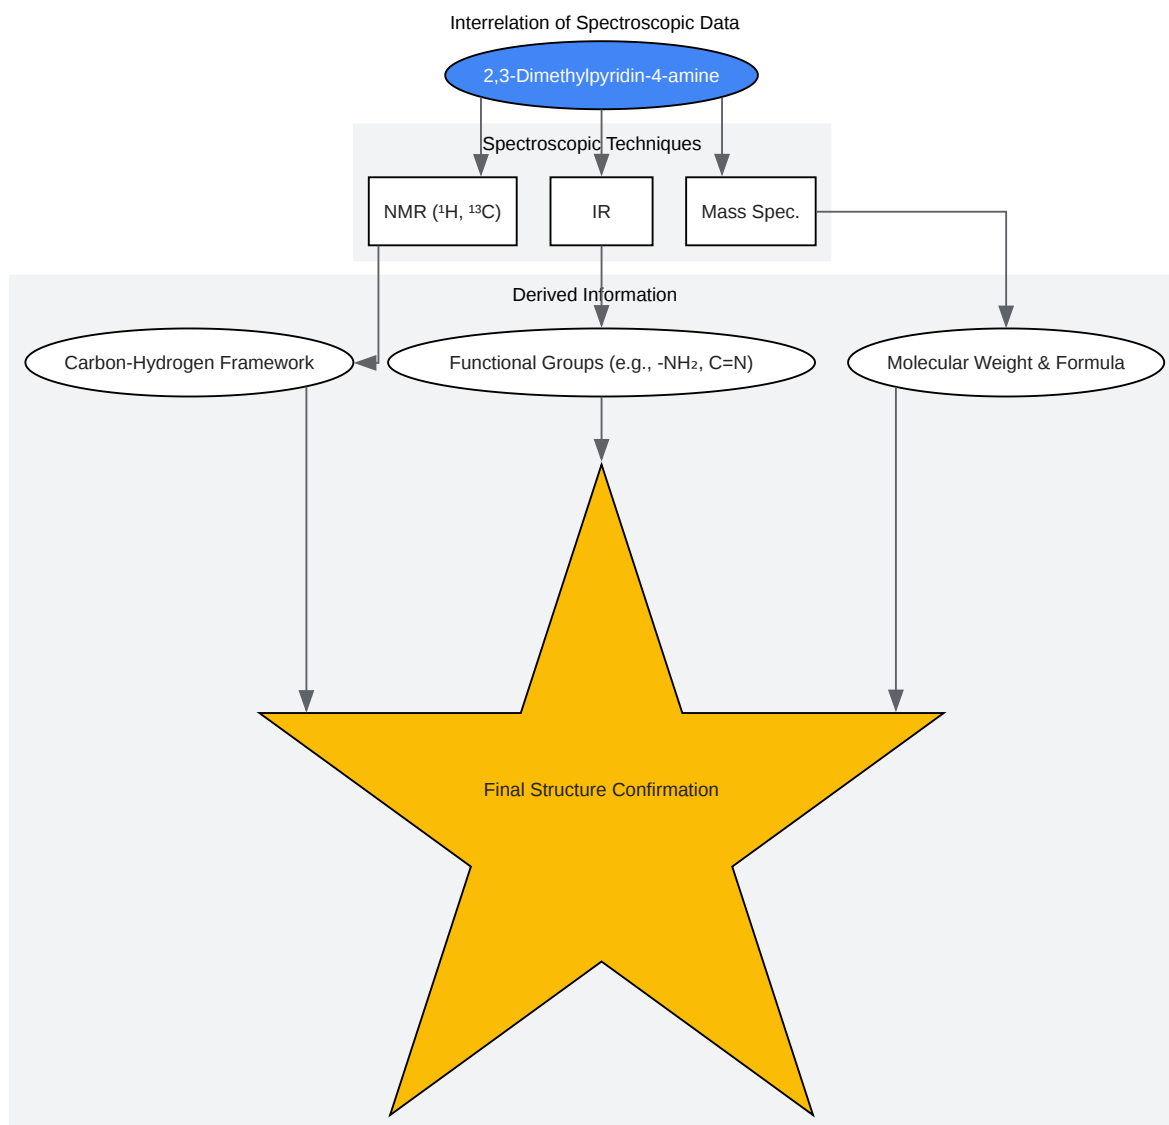 Interrelation of Spectroscopic Data
2,3-Dimethylpyridin-4-amine
Spectroscopic Techniques
NMR (¹H, ¹³C)
IR
Mass Spec.
Derived Information
Carbon-Hydrogen Framework
Functional Groups (e.g., -NH₂, C=N)
Molecular Weight & Formula
Final Structure Confirmation